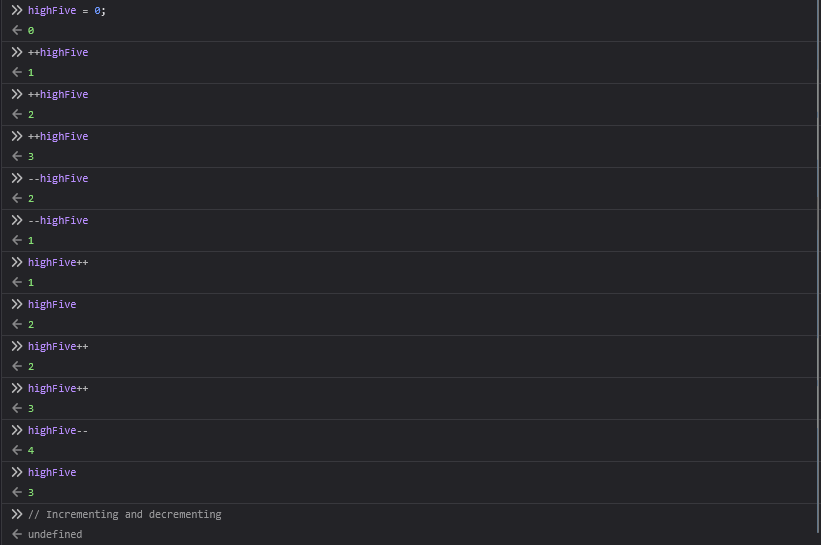 >> highFive = 0;
← 0
>> ++highFive
← 1
>> ++highFive
← 2
>> ++highFive
← 3
>> --highFive
← 2
>> --highFive
← 1
>> highFive++
← 1
>> highFive
← 2
>> highFive++
← 2
>> highFive++
← 3
>> highFive--
← 4
>> highFive
← 3
>> // Incrementing and decrementing
← undefined